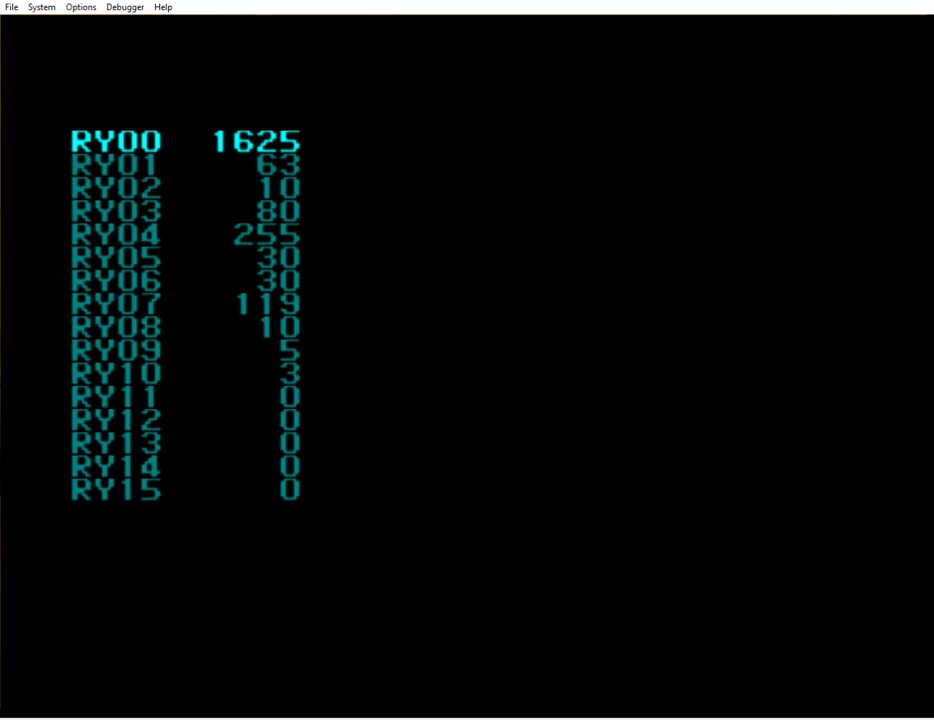 File System Options Debugger Help
RY00 1625
RY01 63
RY02 10
RY03 80
RY04 255
RY05 30
RY06 30
RY07 119
RY08 10
RY09 5
RY10 3
RY11 0
RY12 0
RY13 0
RY14 0
RY15 0